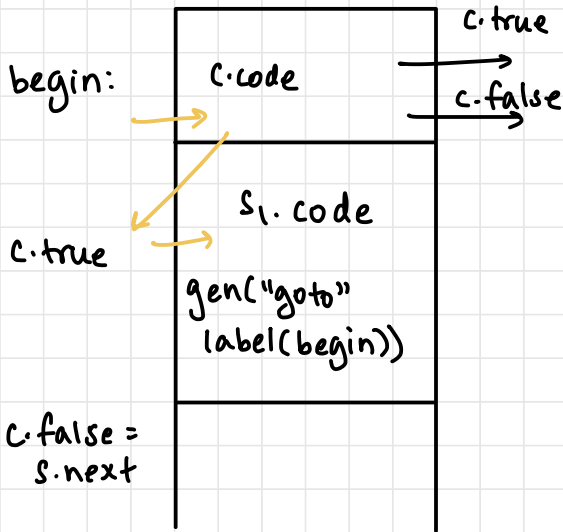 c.true
begin:
c.code
c.false
S1.code
c.true
gen("goto"
label(begin))
c.false =
s.next